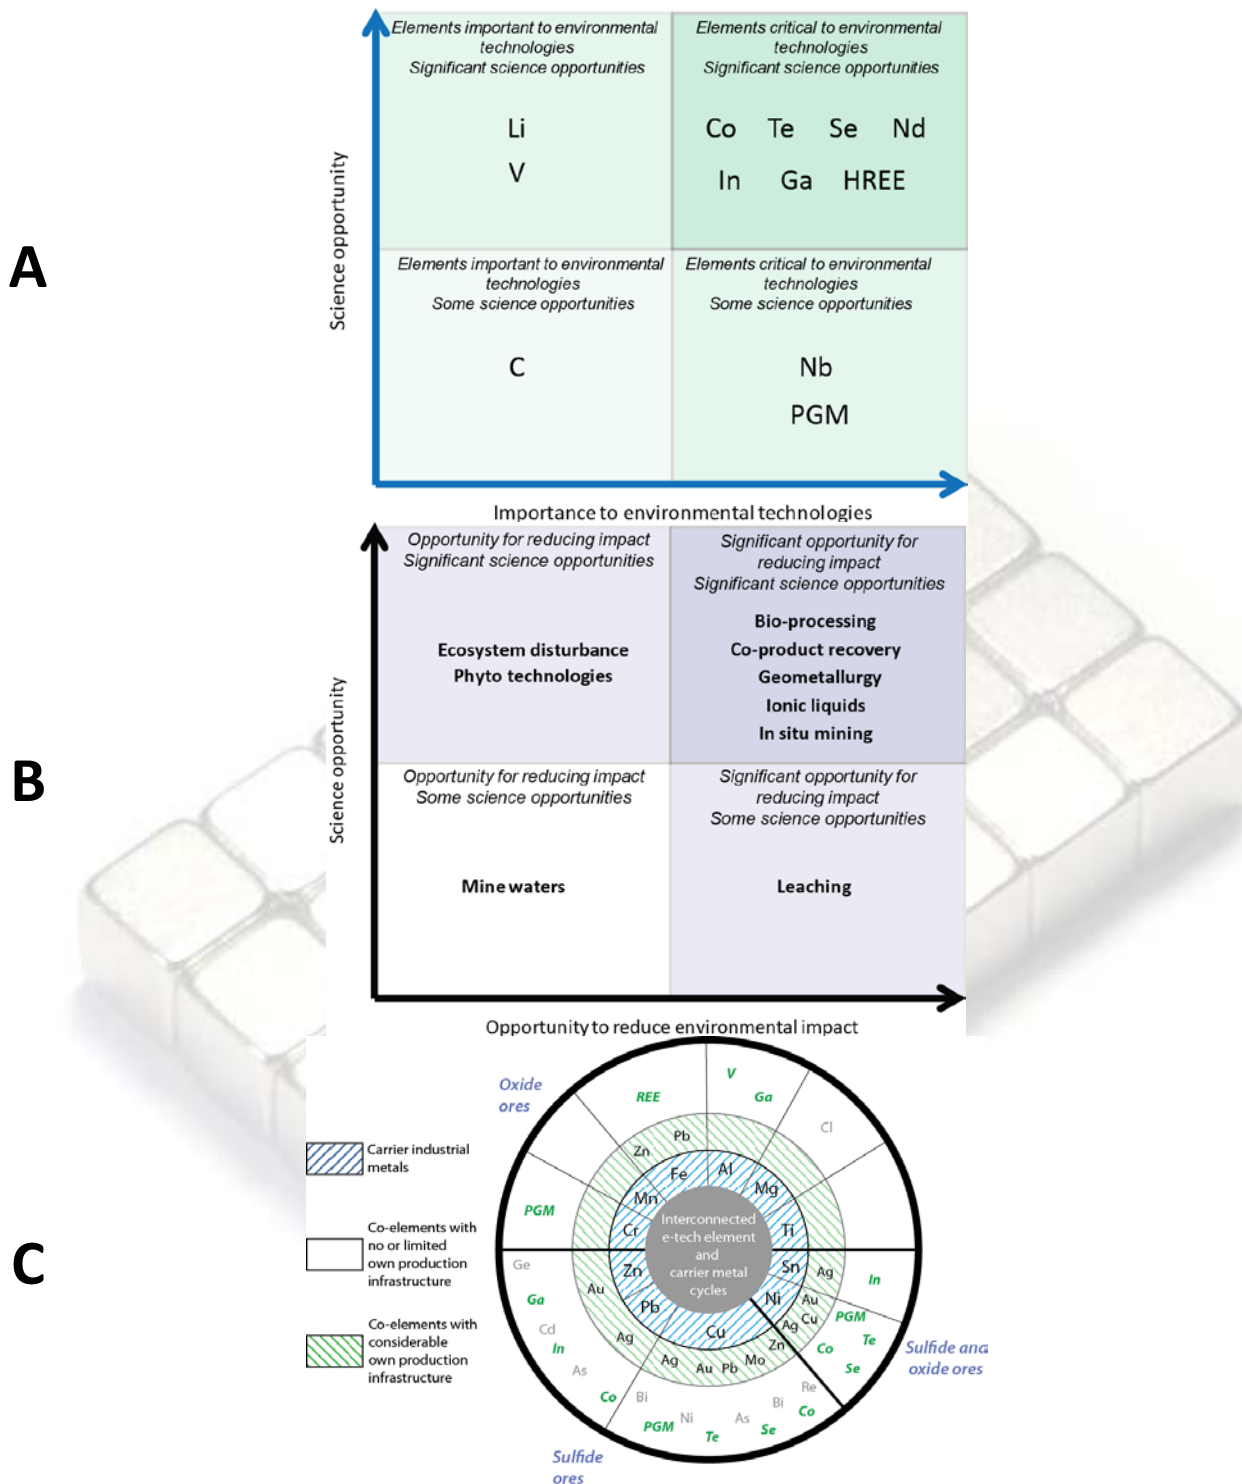 A
Science opportunity
Elements important to environmental
technologies
Significant science opportunities
Li
V
Elements critical to environmental
technologies
Significant science opportunities
Co Te Se Nd
In Ga HREE
Elements important to environmental
technologies
Some science opportunities
C
Elements critical to environmental
technologies
Some science opportunities
Nb
PGM
Importance to environmental technologies
B
Science opportunity
Opportunity for reducing impact
Significant science opportunities
Ecosystem disturbance
Phyto technologies
Significant opportunity for
reducing impact
Significant science opportunities
Bio-processing
Co-product recovery
Geometallurgy
Ionic liquids
In situ mining
Opportunity for reducing impact
Some science opportunities
Mine waters
Significant opportunity for
reducing impact
Some science opportunities
Leaching
Opportunity to reduce environmental impact
C
Carrier industrial
metals
Co-elements with
no or limited
own production
infrastructure
Co-elements with
considerable
own production
infrastructure
Oxide
ores
REE
V
Ga
Cl
PGM
Zn
Pb
Fe
Al
Mg
Mn
Cr
Ti
Interconnected
e-tech element
and
carrier metal
cycles
Ge
Ga
Cd
In
As
Co
Au
Ag
Zn
Pb
Cu
Ni
Sn
Ag
In
Au
Cu
Ag
PGM
Te
Co
Se
Ag
Au
Pb
Mo
Zn
Bi
PGM
Ni
Te
As
Se
Bi
Co
Re
Sulfide and
oxide ores
Sulfide
ores